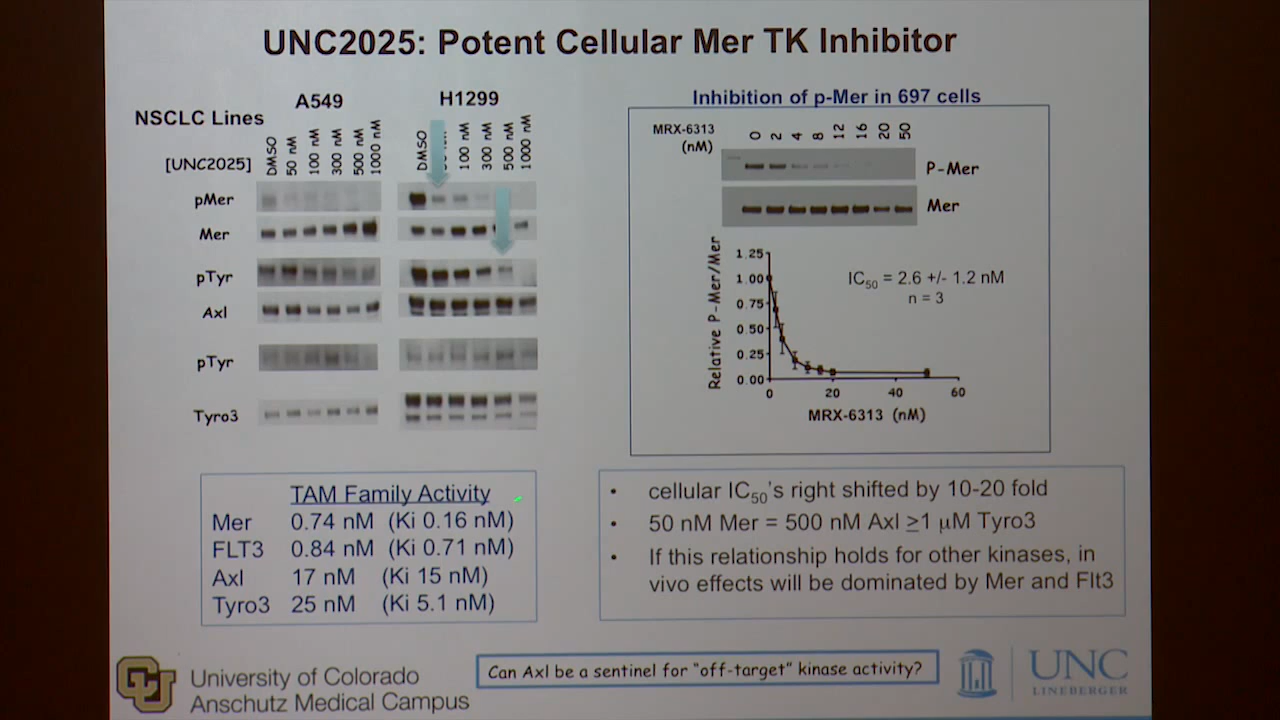 UNC2025: Potent Cellular Mer TK Inhibitor
NSCLC Lines
A549
H1299
[UNC2025]
DMSO
50 nM
100 nM
300 nM
500 nM
1000 nM
DMSO
100 nM
300 nM
500 nM
1000 nM
pMer
Mer
pTyr
Axl
pTyr
Tyro3
Inhibition of p-Mer in 697 cells
MRX-6313
(nM)
0 2 4 8 12 16 20 50
P-Mer
Mer
Relative P-Mer/Mer
1.25
1.00
0.75
0.50
0.25
0.00
IC50 = 2.6 +/- 1.2 nM
n = 3
0 20 40 60
MRX-6313 (nM)
TAM Family Activity
Mer 0.74 nM (Ki 0.16 nM)
FLT3 0.84 nM (Ki 0.71 nM)
Axl 17 nM (Ki 15 nM)
Tyro3 25 nM (Ki 5.1 nM)
• cellular IC50's right shifted by 10-20 fold
• 50 nM Mer = 500 nM Axl ≥1 μM Tyro3
• If this relationship holds for other kinases, in
vivo effects will be dominated by Mer and Flt3
CU
University of Colorado
Anschutz Medical Campus
Can Axl be a sentinel for "off-target" kinase activity?
UNC
LINEBERGER